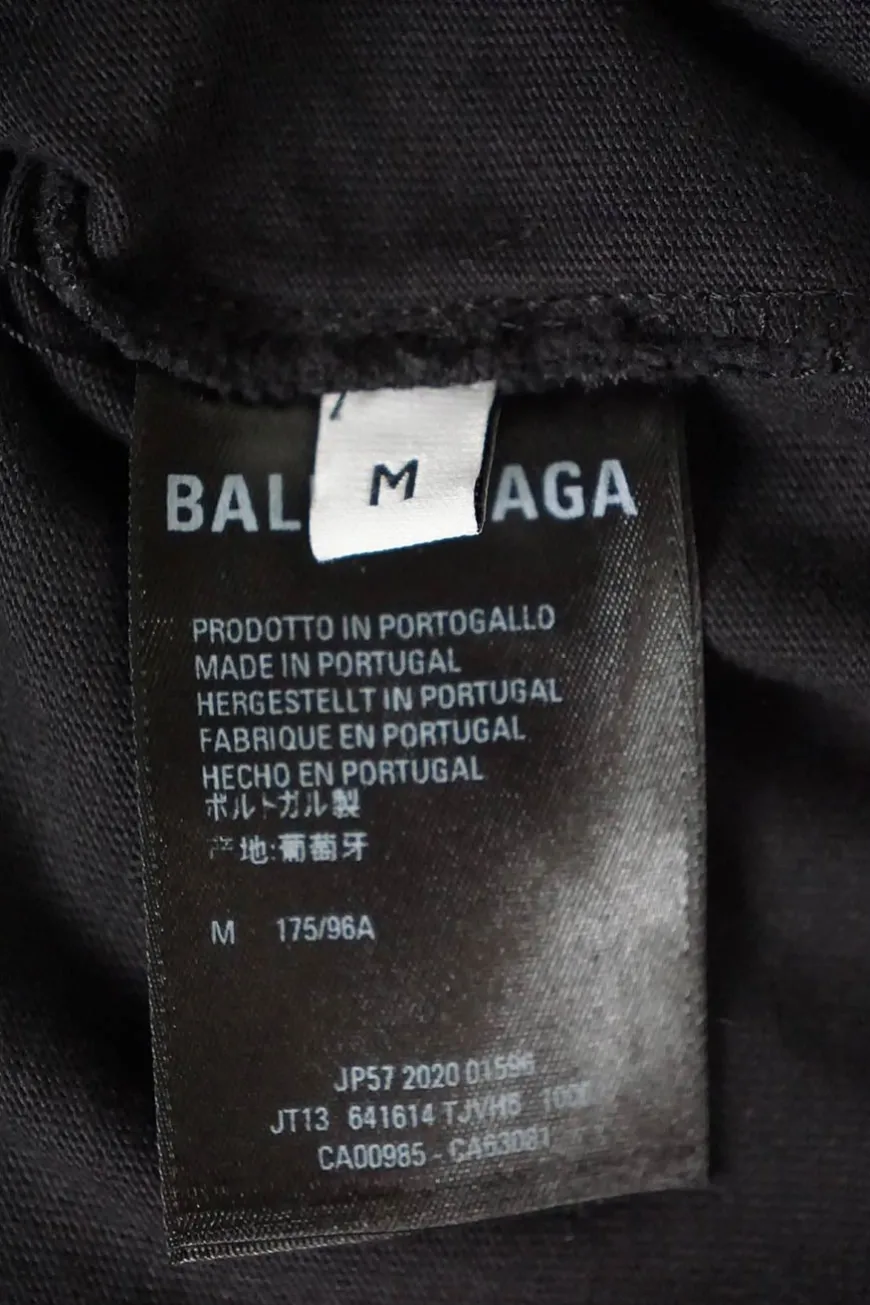 BAL
M
AGA
PRODOTTO IN PORTOGALLO
MADE IN PORTUGAL
HERGESTELLT IN PORTUGAL
FABRIQUE EN PORTUGAL
HECHO EN PORTUGAL
ポルトガル製
产地:葡萄牙
M 175/96A
JP57 2020 01596
JT13 641614 TJVH6
CA00985 -